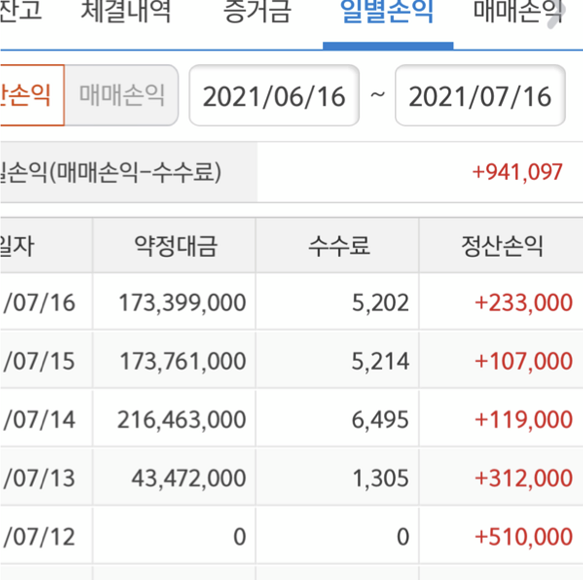 잔고 체결내역 증거금 일별손익 매매손익
손익 매매손익 2021/06/16 ~ 2021/07/16
손익(매매손익-수수료) +941,097
일자 약정대금 수수료 정산손익
/07/16 173,399,000 5,202 +233,000
/07/15 173,761,000 5,214 +107,000
/07/14 216,463,000 6,495 +119,000
/07/13 43,472,000 1,305 +312,000
/07/12 0 0 +510,000